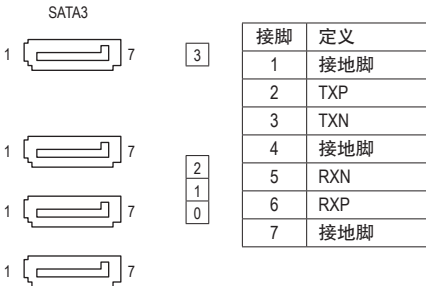 SATA3
1 7 3
1 7
2
1
1 7 0
1 7
接脚 定义
1 接地脚
2 TXP
3 TXN
4 接地脚
5 RXN
6 RXP
7 接地脚